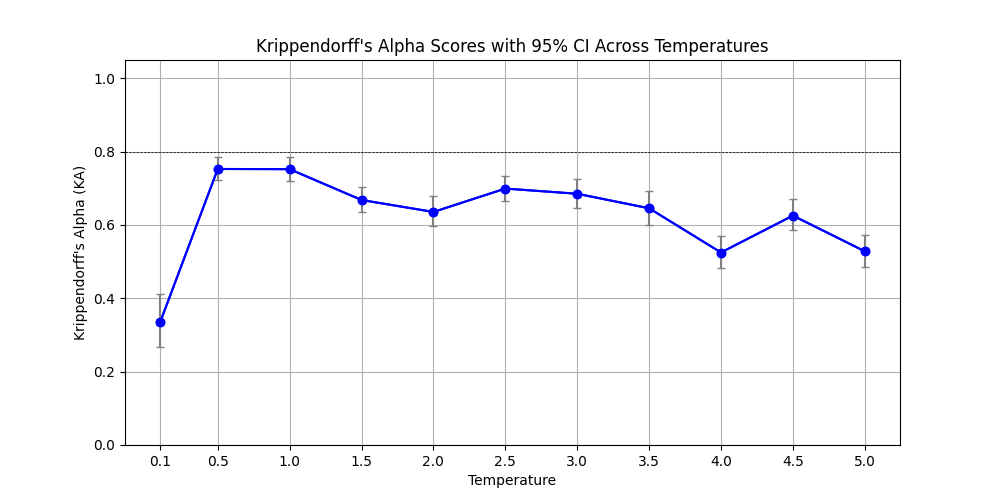 Krippendorff's Alpha Scores with 95% CI Across Temperatures
Krippendorff's Alpha (KA)
1.0
0.8
0.6
0.4
0.2
0.0
0.1 0.5 1.0 1.5 2.0 2.5 3.0 3.5 4.0 4.5 5.0
Temperature